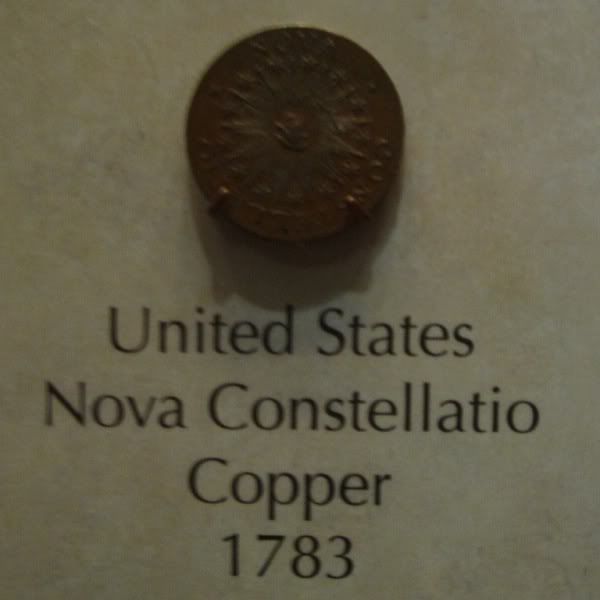 United States
Nova Constellatio
Copper
1783